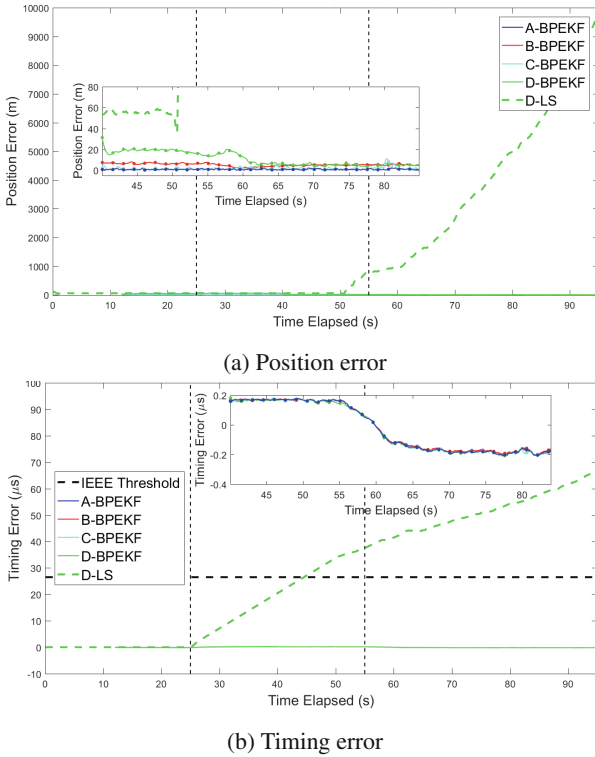 10000
9000
8000
7000
6000
5000
4000
3000
2000
1000
0
Position Error (m)
A-BPEKF
B-BPEKF
C-BPEKF
D-BPEKF
D-LS
80
60
40
20
0
Position Error (m)
45 50 55 60 65 70 75 80
Time Elapsed (s)
0 10 20 30 40 50 60 70 80 90
Time Elapsed (s)
(a) Position error
100
90
80
70
60
50
40
30
20
10
0
-10
Timing Error (μs)
0.2
0
-0.2
-0.4
Timing Error (μs)
45 50 55 60 65 70 75 80
Time Elapsed (s)
IEEE Threshold
A-BPEKF
B-BPEKF
C-BPEKF
D-BPEKF
D-LS
0 10 20 30 40 50 60 70 80 90
Time Elapsed (s)
(b) Timing error